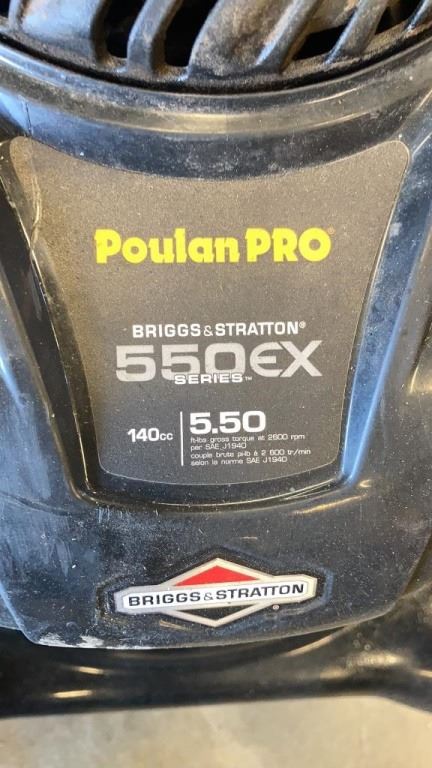 Poulan PRO®
BRIGGS & STRATTON®
550EX
SERIES™
140cc
5.50
ft-lbs gross torque at 2600 rpm
per SAE J1940
couple brute pi-lb à 2 600 tr/min
selon la norme SAE J1940
BRIGGS & STRATTON